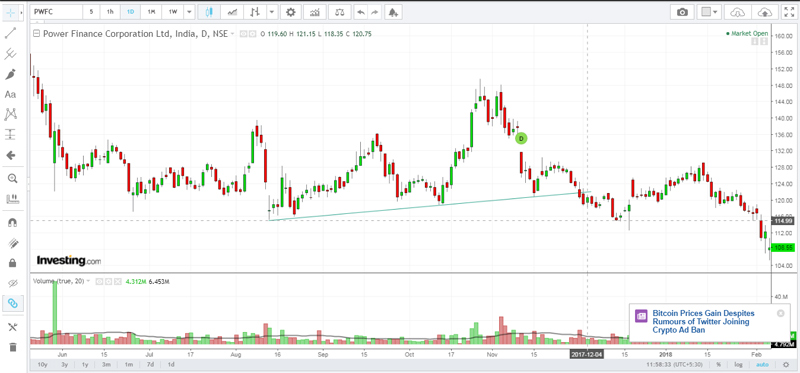 PWFC 5 1h 1D 1M 1W
Power Finance Corporation Ltd, India, D, NSE O 119.60 H 121.15 L 118.35 C 120.75
Market Open
160.00
156.00
152.00
148.00
144.00
140.00
136.00
D
132.00
128.00
124.00
120.00
114.99
112.00
108.55
104.00
Investing.com
Volume (true, 20) 4.312M 6.453M
40 M
Bitcoin Prices Gain Despites
Rumours of Twitter Joining
Crypto Ad Ban
4.792M
Jun 15 Jul 17 Aug 16 Sep 15 Oct 17 Nov 15 2017-12-04 15 2018 15 Feb
10y 3y 1y 3m 1m 7d 1d 11:58:33 (UTC+5:30) % log auto